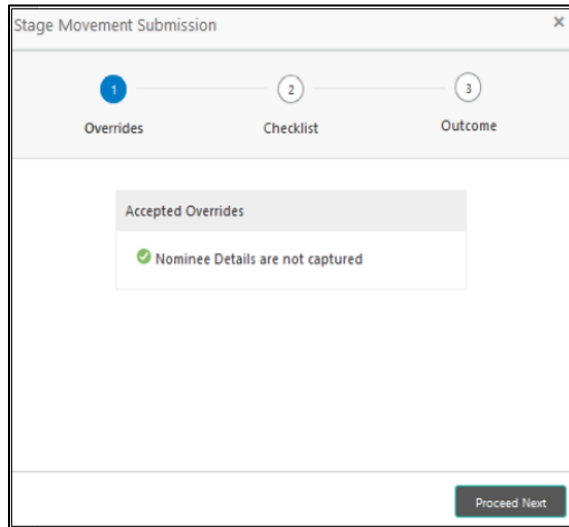 Stage Movement Submission
×
1
2
3
Overrides
Checklist
Outcome
Accepted Overrides
Nominee Details are not captured
Proceed Next